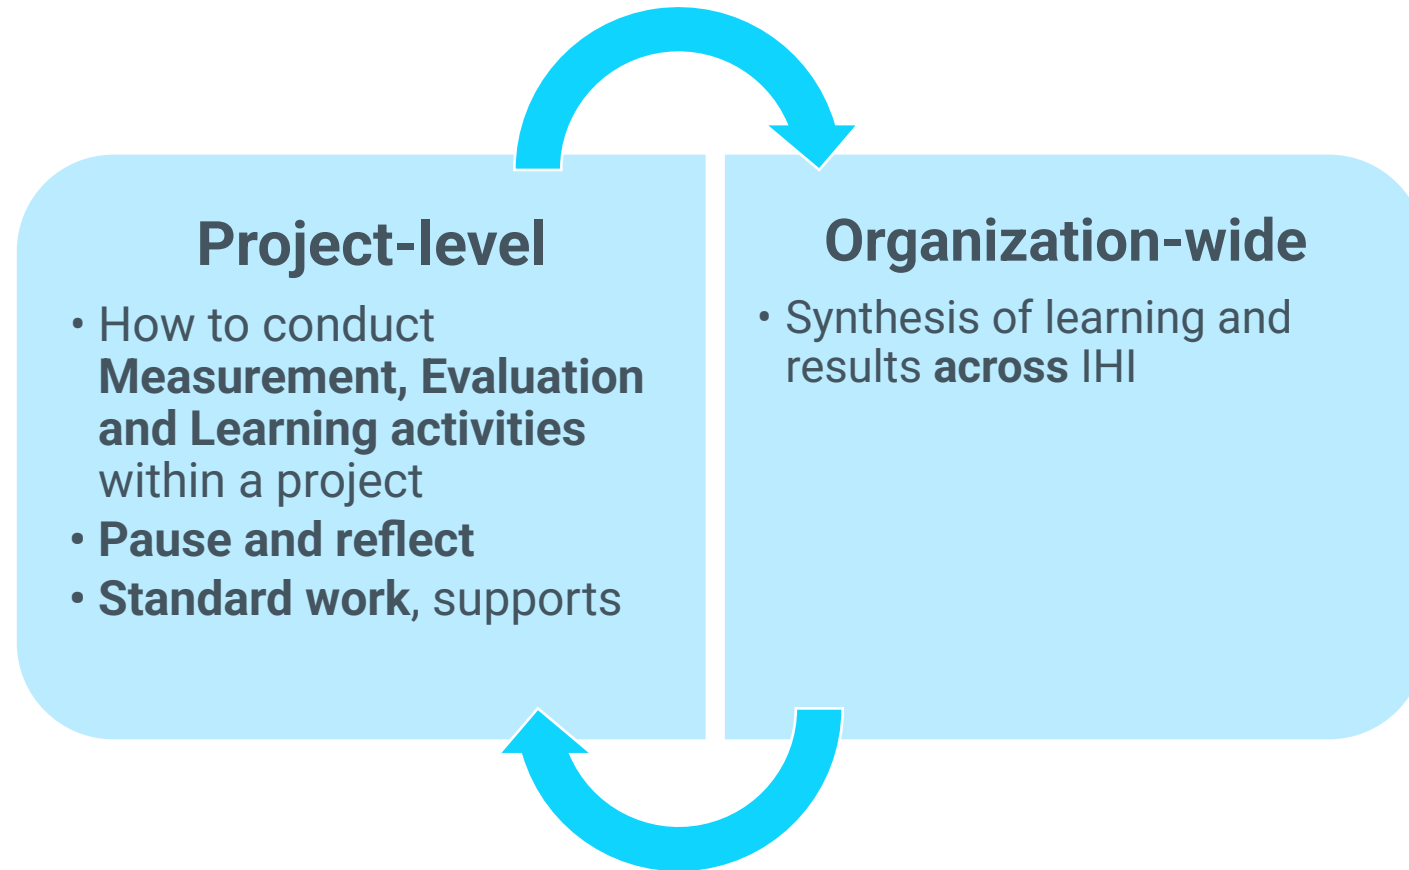 Project-level
• How to conduct
Measurement, Evaluation
and Learning activities
within a project
• Pause and reflect
• Standard work, supports
Organization-wide
• Synthesis of learning and
results across IHI